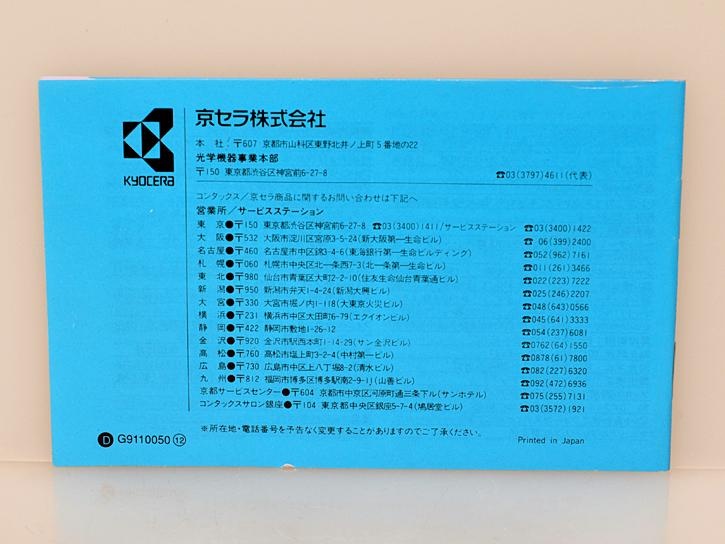 京セラ株式会社
KYOCERA
本 社:〒607 京都市山科区東野北井ノ上町5番地の22
光学機器事業本部
〒150 東京都渋谷区神宮前6-27-8 ☎03(3797)4611(代表)
コンタックス/京セラ商品に関するお問い合わせは下記へ
営業所/サービスステーション
東 京●〒150 東京都渋谷区神宮前6-27-8 ☎03(3400)1411/サービスステーション ☎03(3400)1422
大 阪●〒532 大阪市淀川区宮原3-5-24(新大阪第一生命ビル) ☎06(399)2400
名古屋●〒460 名古屋市中区錦3-4-6(東海銀行第一生命ビルディング) ☎052(962)7161
札 幌●〒060 札幌市中央区北一条西7-3(北一条第一生命ビル) ☎011(261)3466
東 北●〒980 仙台市青葉区大町2-2-10(住友生命仙台青葉通ビル) ☎022(223)7222
新 潟●〒950 新潟市弁天1-4-24(新潟大興ビル) ☎025(246)2207
大 宮●〒330 大宮市堀ノ内1-118(大東京火災ビル) ☎048(643)0566
横 浜●〒231 横浜市中区太田町6-79(エクイオンビル) ☎045(641)3333
静 岡●〒422 静岡市敷地1-26-12 ☎054(237)6081
金 沢●〒920 金沢市駅西本町1-14-29(サン金沢ビル) ☎0762(64)1550
高 松●〒760 高松市塩上町3-2-4(中村第一ビル) ☎0878(61)7800
広 島●〒730 広島市中区上八丁堀8-2(清水ビル) ☎082(227)6320
九 州●〒812 福岡市博多区博多駅南2-9-11(山善ビル) ☎092(472)6936
京都サービスセンター●〒604 京都市中京区河原町通三条下ル(サンホテル) ☎075(255)7131
コンタックスサロン銀座●〒104 東京都中央区銀座5-7-4(鳩居堂ビル) ☎03(3572)1921
※所在地・電話番号を予告なく変更することがありますのでご了承ください。
D G9110050 ⑫
Printed in Japan